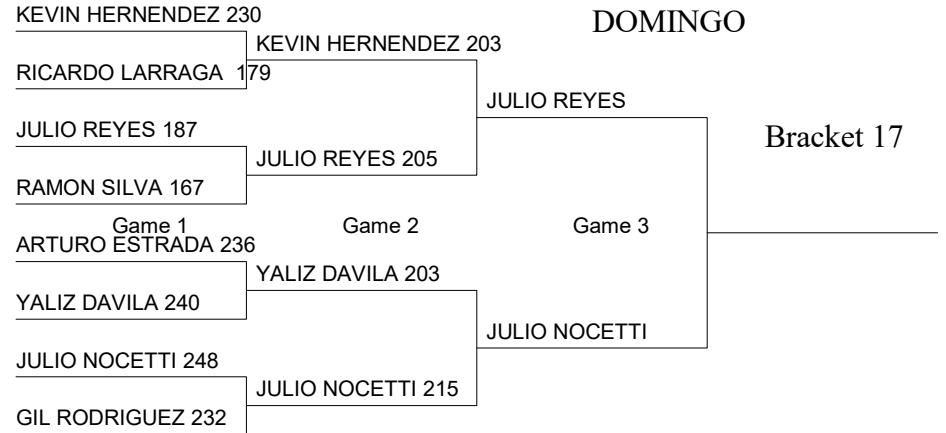 KEVIN HERNENDEZ 230
DOMINGO
KEVIN HERNENDEZ 203
RICARDO LARRAGA 179
JULIO REYES
JULIO REYES 187
Bracket 17
JULIO REYES 205
RAMON SILVA 167
Game 1
Game 2
Game 3
ARTURO ESTRADA 236
YALIZ DAVILA 203
YALIZ DAVILA 240
JULIO NOCETTI
JULIO NOCETTI 248
JULIO NOCETTI 215
GIL RODRIGUEZ 232